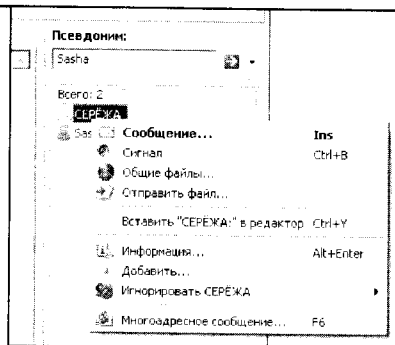 Псевдоним:
Sasha
Всего: 2
СЕРЁЖА
Sas
Сообщение... Ins
Сигнал Ctrl+B
Общие файлы...
Отправить файл...
Вставить "СЕРЁЖА:" в редактор Ctrl+Y
Информация... Alt+Enter
Добавить...
Игнорировать СЕРЁЖА
Многоадресное сообщение... F6